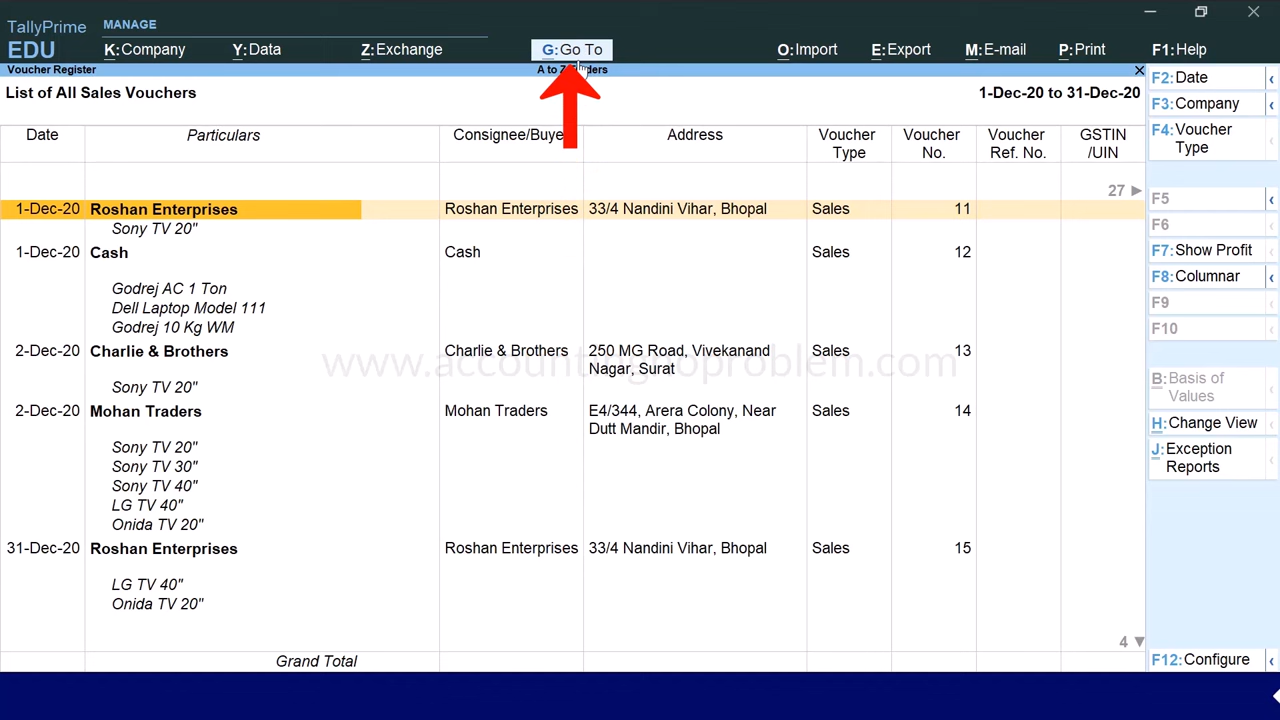 TallyPrime
EDU
MANAGE
K:Company Y:Data Z:Exchange G:Go To O:Import E:Export M:E-mail P:Print F1:Help
Voucher Register
List of All Sales Vouchers 1-Dec-20 to 31-Dec-20
Date Particulars Consignee/Buye Address Voucher Type Voucher No. Voucher Ref. No. GSTIN /UIN
27
1-Dec-20 Roshan Enterprises Roshan Enterprises 33/4 Nandini Vihar, Bhopal Sales 11
Sony TV 20"
1-Dec-20 Cash Cash Sales 12
Godrej AC 1 Ton
Dell Laptop Model 111
Godrej 10 Kg WM
2-Dec-20 Charlie & Brothers Charlie & Brothers 250 MG Road, Vivekanand Sales 13
Nagar, Surat
Sony TV 20"
2-Dec-20 Mohan Traders Mohan Traders E4/344, Arera Colony, Near Sales 14
Dutt Mandir, Bhopal
Sony TV 20"
Sony TV 30"
Sony TV 40"
LG TV 40"
Onida TV 20"
31-Dec-20 Roshan Enterprises Roshan Enterprises 33/4 Nandini Vihar, Bhopal Sales 15
LG TV 40"
Onida TV 20"
4
Grand Total
F2:Date
F3:Company
F4:Voucher
Type
F5
F6
F7:Show Profit
F8:Columnar
F9
F10
B:Basis of
Values
H:Change View
J:Exception
Reports
F12:Configure
www.accountingnoproblem.com